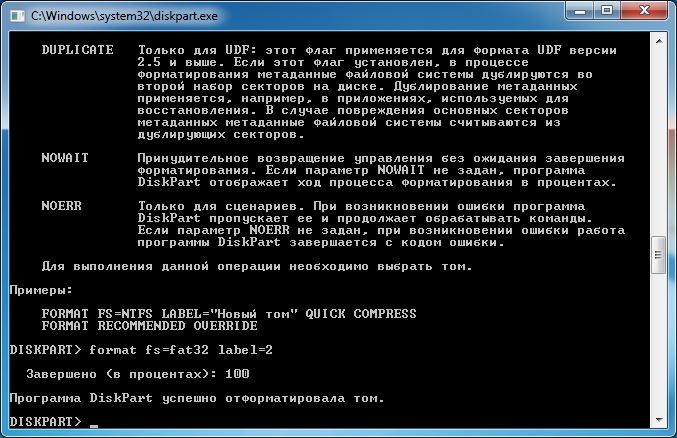 C:\Windows\system32\diskpart.exe
DUPLICATE Только для UDF: этот флаг применяется для формата UDF версии
2.5 и выше. Если этот флаг установлен, в процессе
форматирования метаданные файловой системы дублируются во
второй набор секторов на диске. Дублирование метаданных
применяется, например, в приложениях, используемых для
восстановления. В случае повреждения основных секторов
метаданных метаданные файловой системы считываются из
дублирующих секторов.
NOWAIT Принудительное возвращение управления без ожидания завершения
форматирования. Если параметр NOWAIT не задан, программа
DiskPart отображает ход процесса форматирования в процентах.
NOERR Только для сценариев. При возникновении ошибки программа
DiskPart пропускает ее и продолжает обрабатывать команды.
Если параметр NOERR не задан, при возникновении ошибки работа
программы DiskPart завершается с кодом ошибки.
Для выполнения данной операции необходимо выбрать том.
Примеры:
FORMAT FS=NTFS LABEL="Новый том" QUICK COMPRESS
FORMAT RECOMMENDED OVERRIDE
DISKPART> format fs=fat32 label=2
Завершено (в процентах): 100
Программа DiskPart успешно отформатировала том.
DISKPART> _